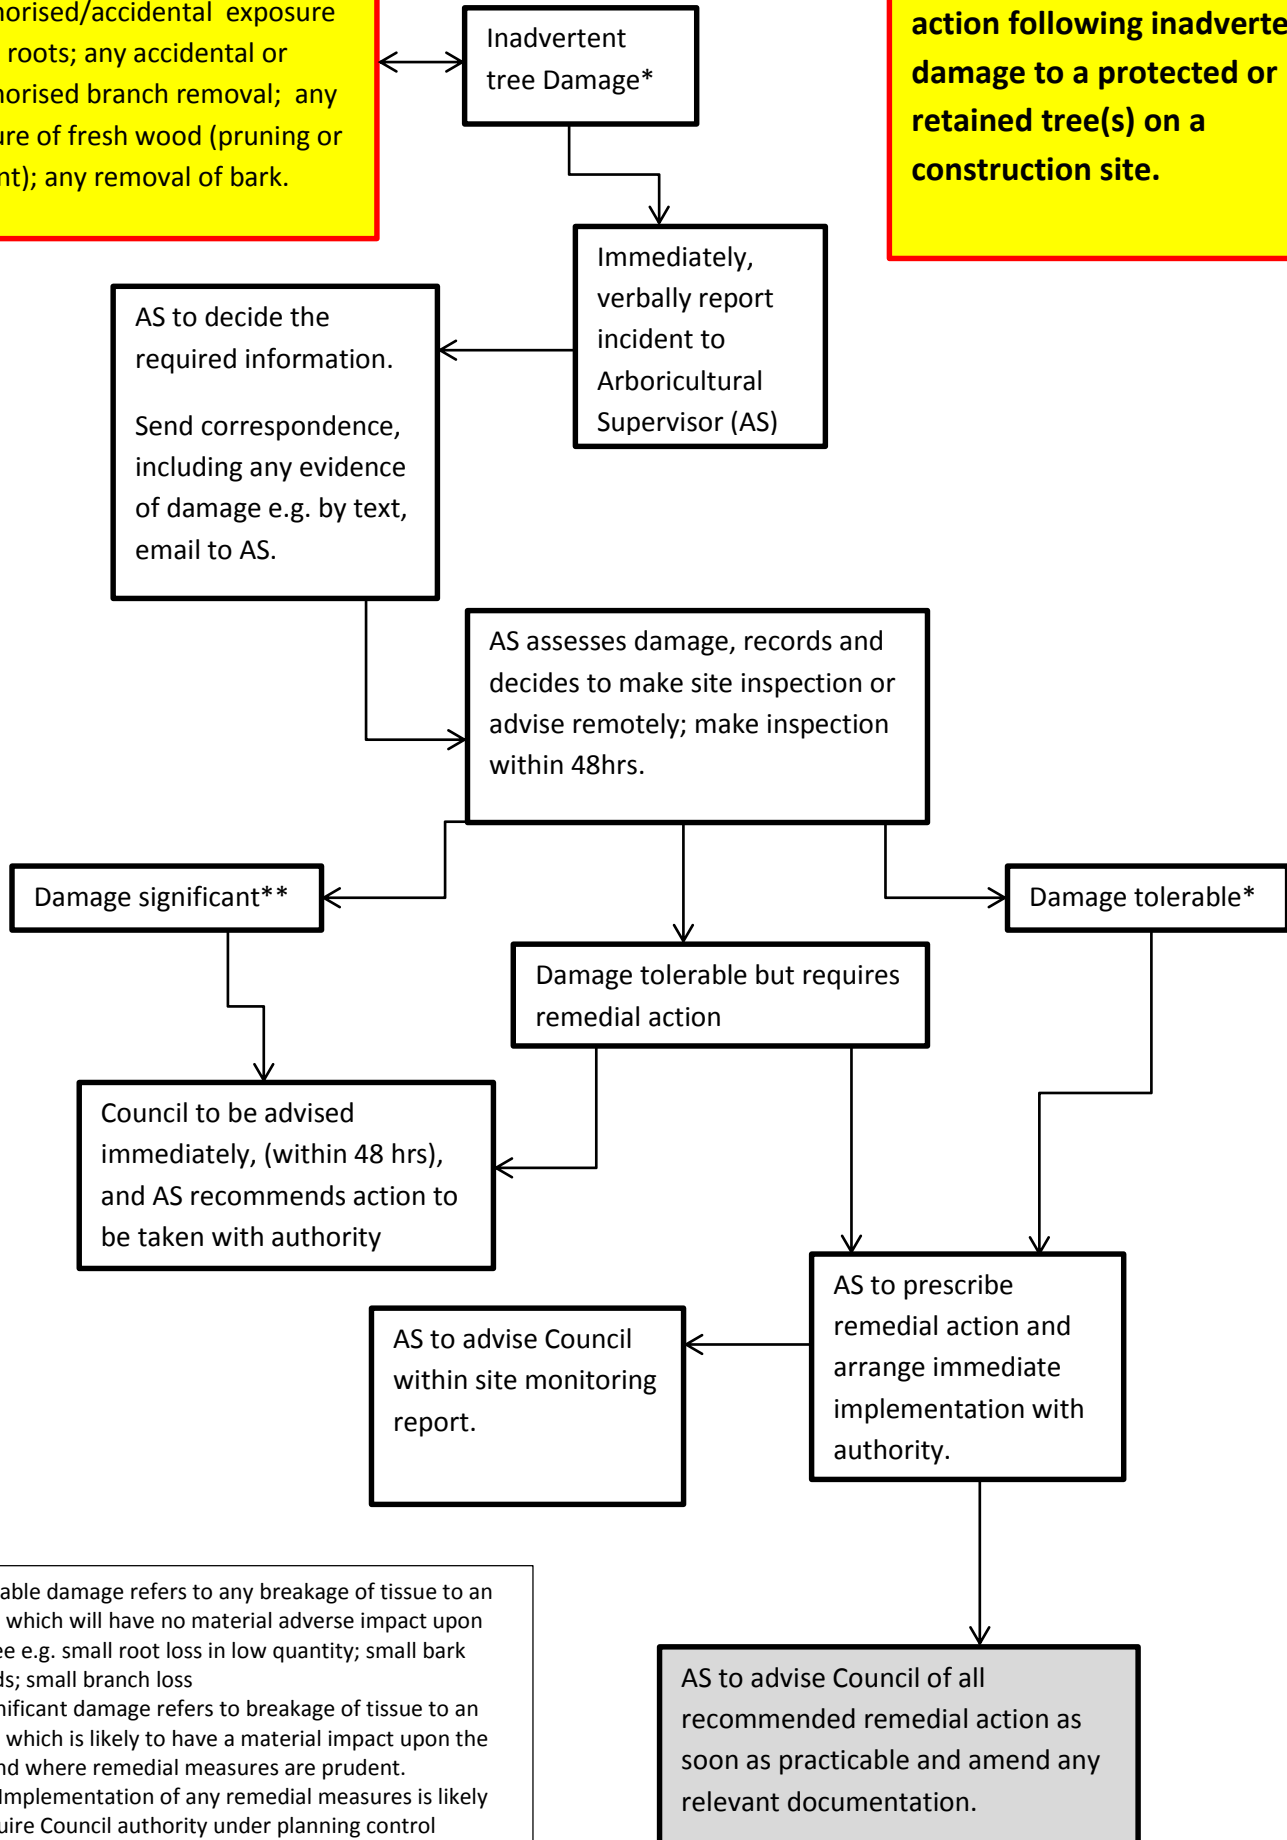 horised/accidental exposure
roots; any accidental or
horised branch removal; any
ure of fresh wood (pruning or
nt); any removal of bark.
Inadvertent
tree Damage*
action following inadverte
damage to a protected or
retained tree(s) on a
construction site.
Immediately,
verbally report
incident to
Arboricultural
Supervisor (AS)
AS to decide the
required information.
Send correspondence,
including any evidence
of damage e.g. by text,
email to AS.
AS assesses damage, records and
decides to make site inspection or
advise remotely; make inspection
within 48hrs.
Damage significant**
Damage tolerable*
Damage tolerable but requires
remedial action
Council to be advised
immediately, (within 48 hrs),
and AS recommends action to
be taken with authority
AS to prescribe
remedial action and
arrange immediate
implementation with
authority.
AS to advise Council
within site monitoring
report.
able damage refers to any breakage of tissue to an
which will have no material adverse impact upon
ee e.g. small root loss in low quantity; small bark
ds; small branch loss
nificant damage refers to breakage of tissue to an
which is likely to have a material impact upon the
nd where remedial measures are prudent.
Implementation of any remedial measures is likely
quire Council authority under planning control
AS to advise Council of all
recommended remedial action as
soon as practicable and amend any
relevant documentation.